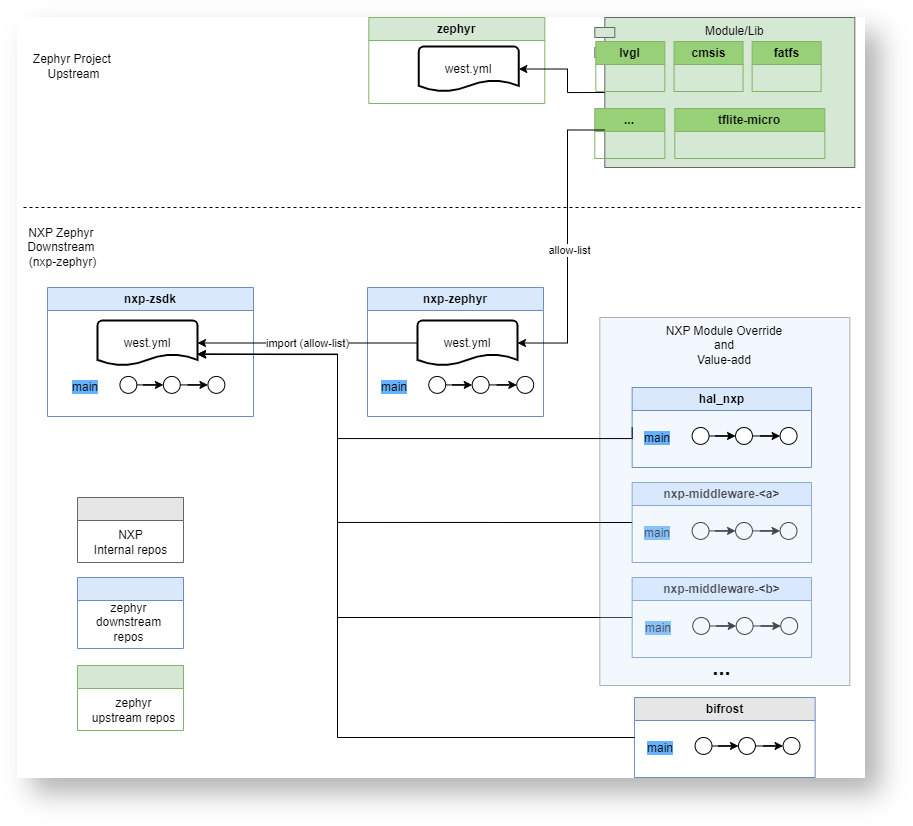 zephyr
west.yml
Zephyr Project
Upstream
Module/Lib
lvgl
cmsis
fatfs
...
tflite-micro
NXP Zephyr
Downstream
(nxp-zephyr)
allow-list
nxp-zsdk
west.yml
main
import (allow-list)
nxp-zephyr
west.yml
main
NXP Module Override
and
Value-add
hal_nxp
main
nxp-middleware-<a>
main
nxp-middleware-<b>
main
...
bifrost
main
NXP
Internal repos
zephyr
downstream
repos
zephyr
upstream repos